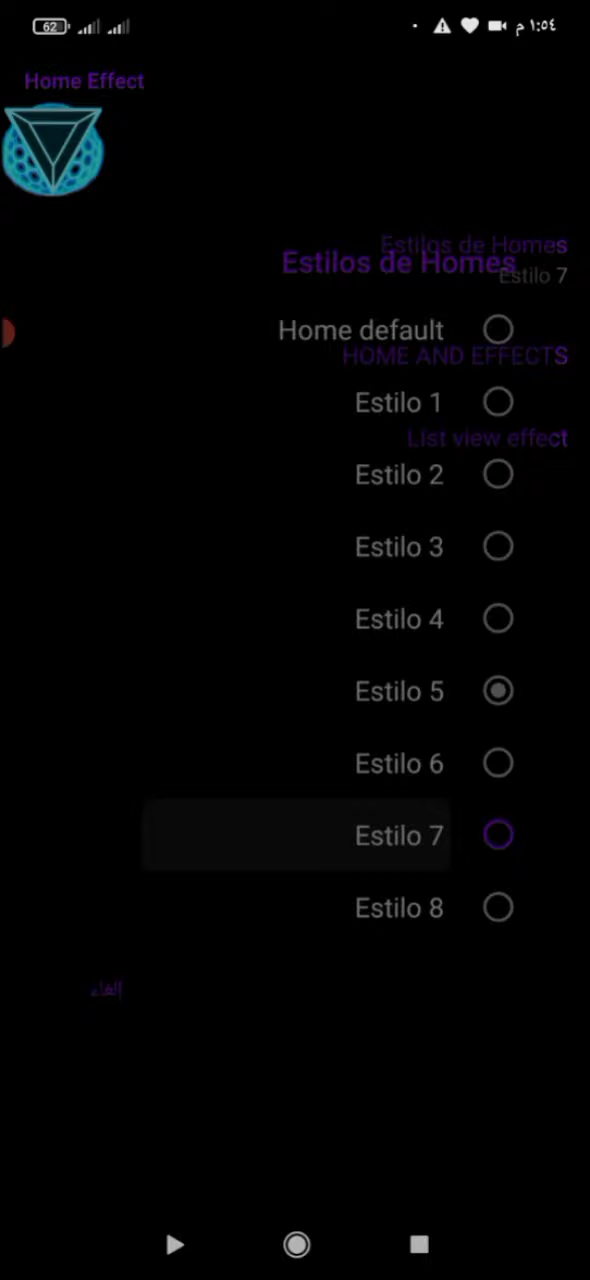 62
١:٥٤ م
Home Effect
Estilos de Homes
Estilos de Homes
Estilo 7
Home default
HOME AND EFFECTS
Estilo 1
List view effect
Estilo 2
Estilo 3
Estilo 4
Estilo 5
Estilo 6
Estilo 7
Estilo 8
إلغاء